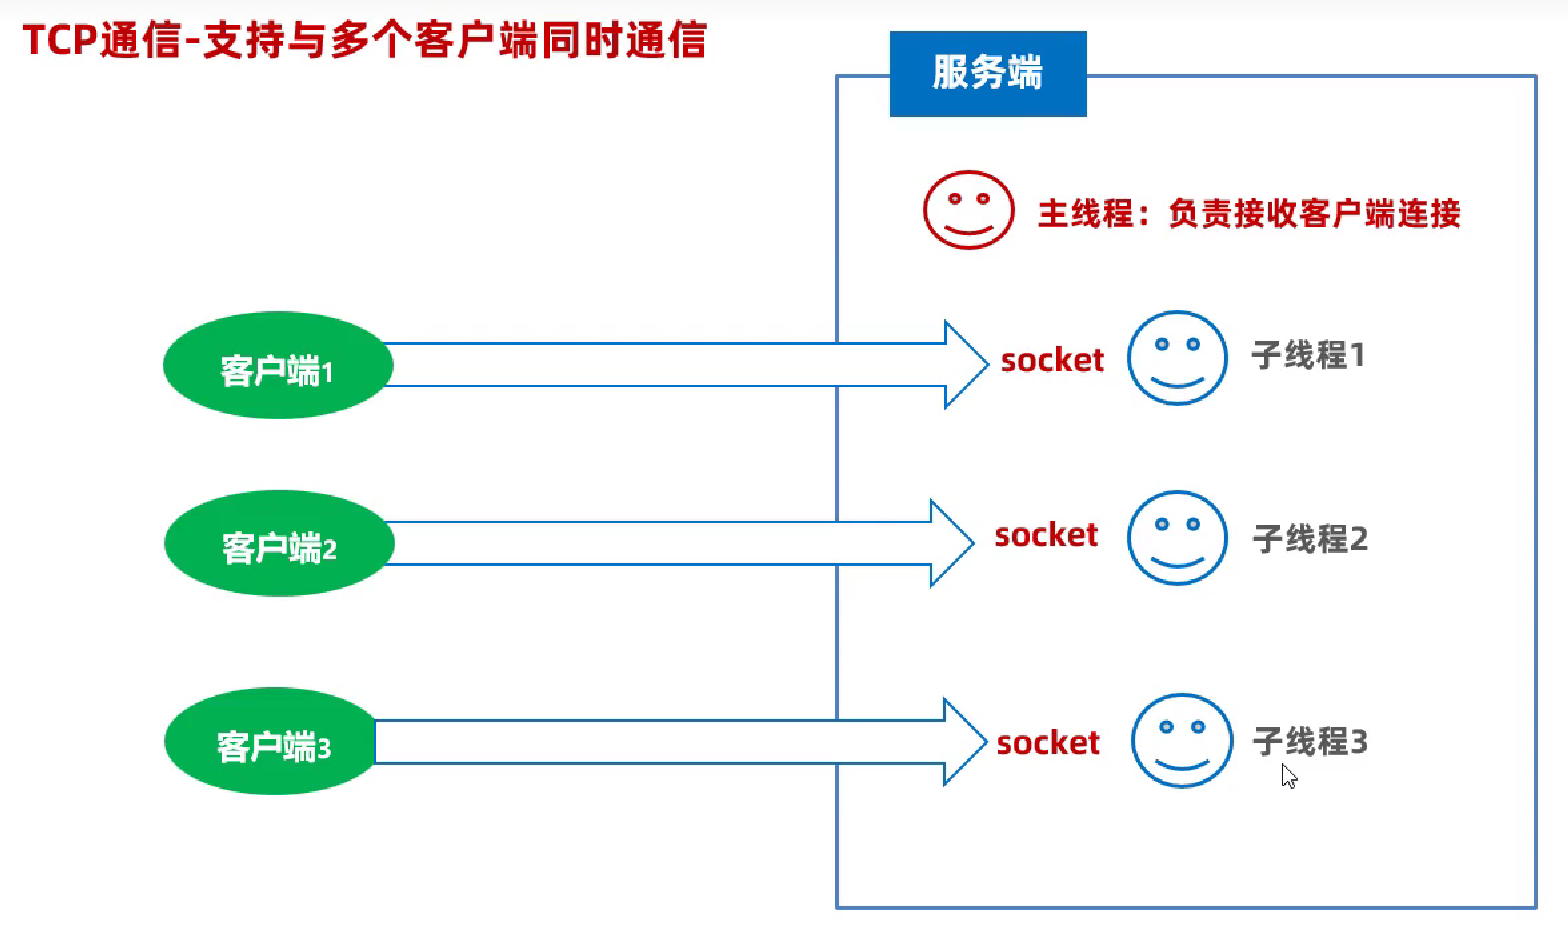 TCP通信-支持与多个客户端同时通信
服务端
主线程：负责接收客户端连接
客户端1
socket
子线程1
客户端2
socket
子线程2
客户端3
socket
子线程3